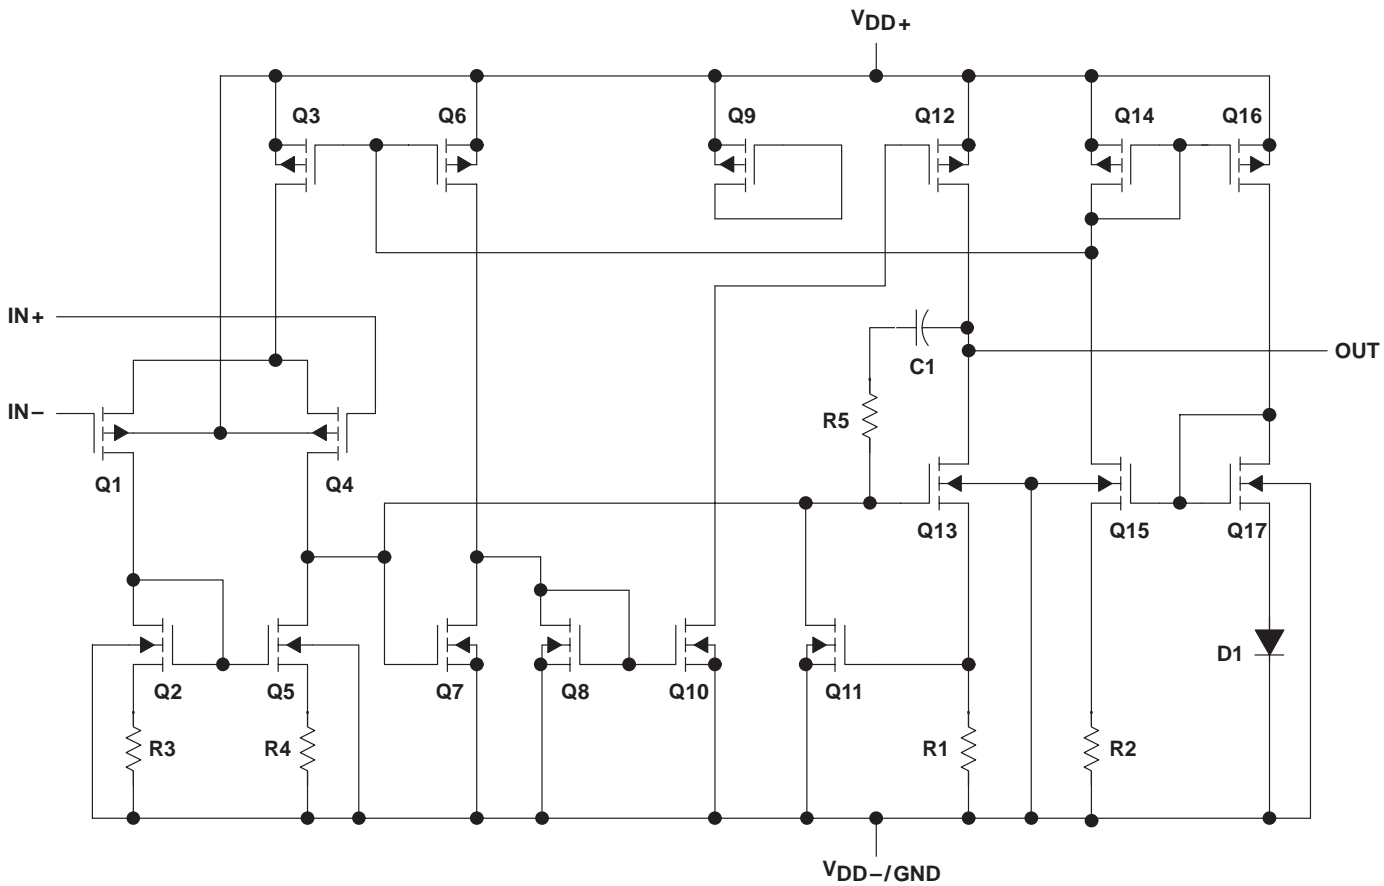 VDD+
Q3
Q6
Q9
Q12
Q14
Q16
IN+
OUT
C1
IN−
R5
Q1
Q4
Q13
Q15
Q17
D1
Q2
Q5
Q7
Q8
Q10
Q11
R3
R4
R1
R2
VDD−/GND